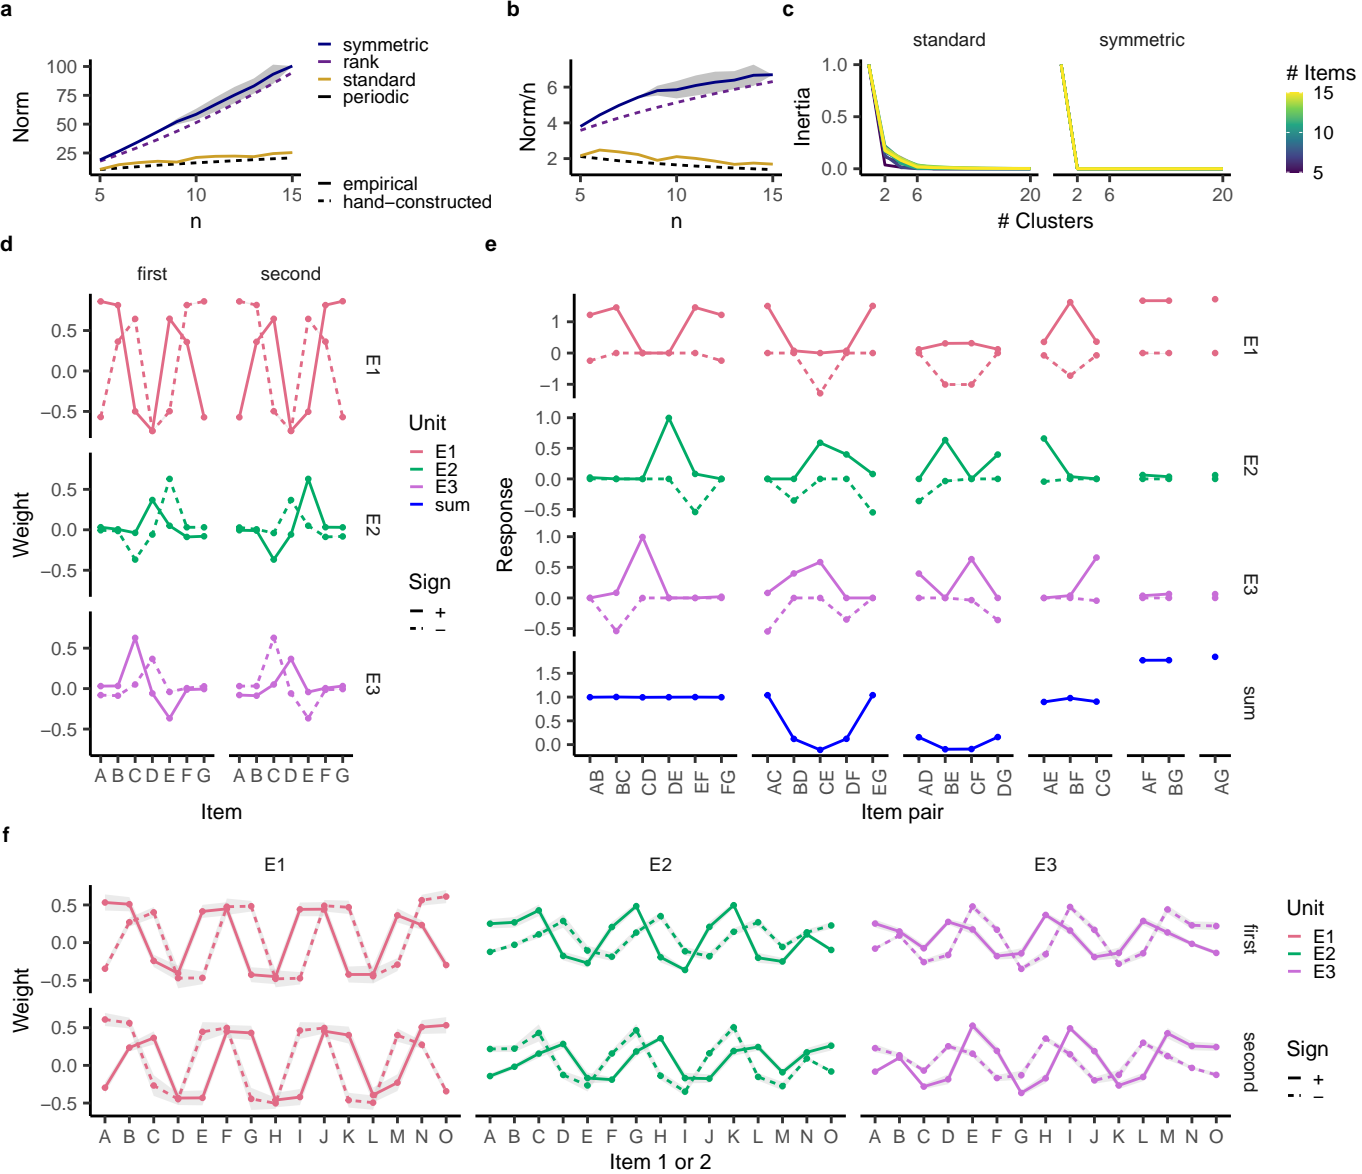 a
b
c
Norm
100
75
50
25
5
10
15
n
symmetric
rank
standard
periodic
empirical
hand−constructed
Norm/n
6
4
2
5
10
15
n
standard
symmetric
Inertia
1.0
0.5
0.0
2
6
20
2
6
20
# Clusters
# Items
15
10
5
d
first
second
Weight
0.5
0.0
−0.5
E1
0.5
0.0
−0.5
E2
0.5
0.0
−0.5
E3
A B C D E F G
A B C D E F G
Item
Unit
E1
E2
E3
sum
Sign
+
−
e
Response
1
0
−1
E1
1.0
0.5
0.0
−0.5
E2
1.0
0.5
0.0
−0.5
E3
1.5
1.0
0.5
0.0
sum
AB BC CD DE EF FG
AC BD CE DF EG
AD BE CF DG
AE BF CG
AF BG
AG
Item pair
f
E1
E2
E3
Weight
0.5
0.0
−0.5
first
0.5
0.0
−0.5
second
A B C D E F G H I J K L M N O
A B C D E F G H I J K L M N O
A B C D E F G H I J K L M N O
Item 1 or 2
Unit
E1
E2
E3
Sign
+
−